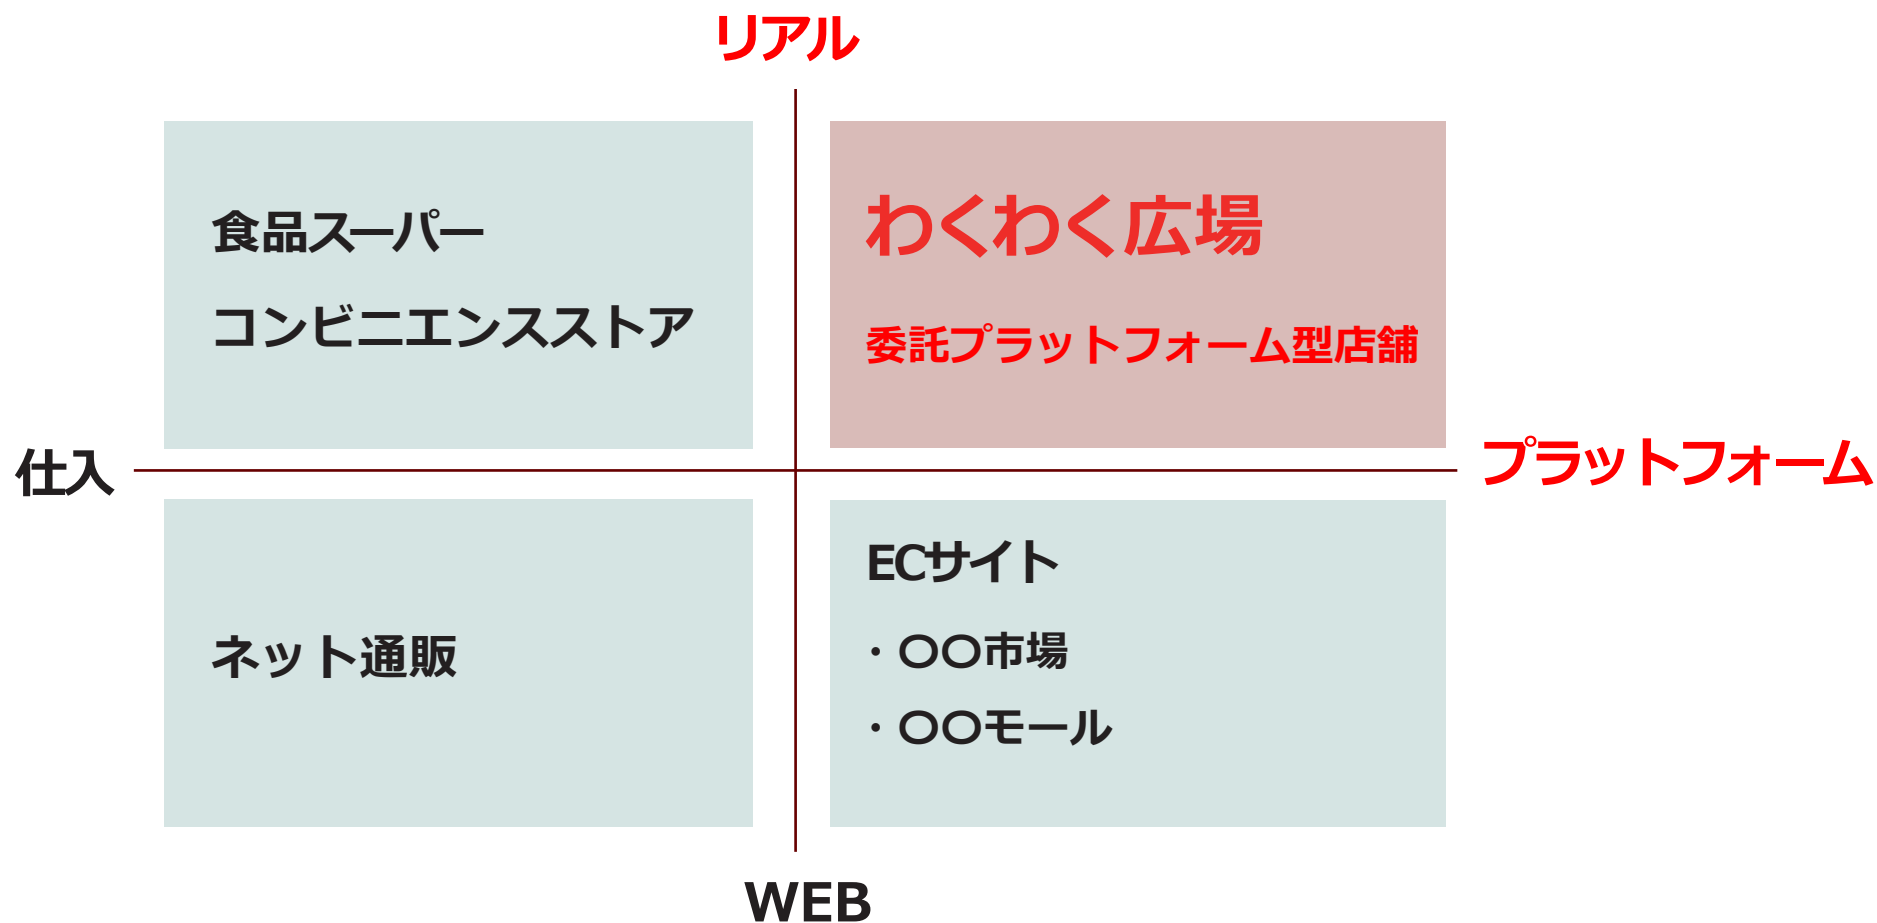 リアル
食品スーパー
コンビニエンスストア
わくわく広場
委託プラットフォーム型店舗
仕入
プラットフォーム
ネット通販
ECサイト
・〇〇市場
・〇〇モール
WEB